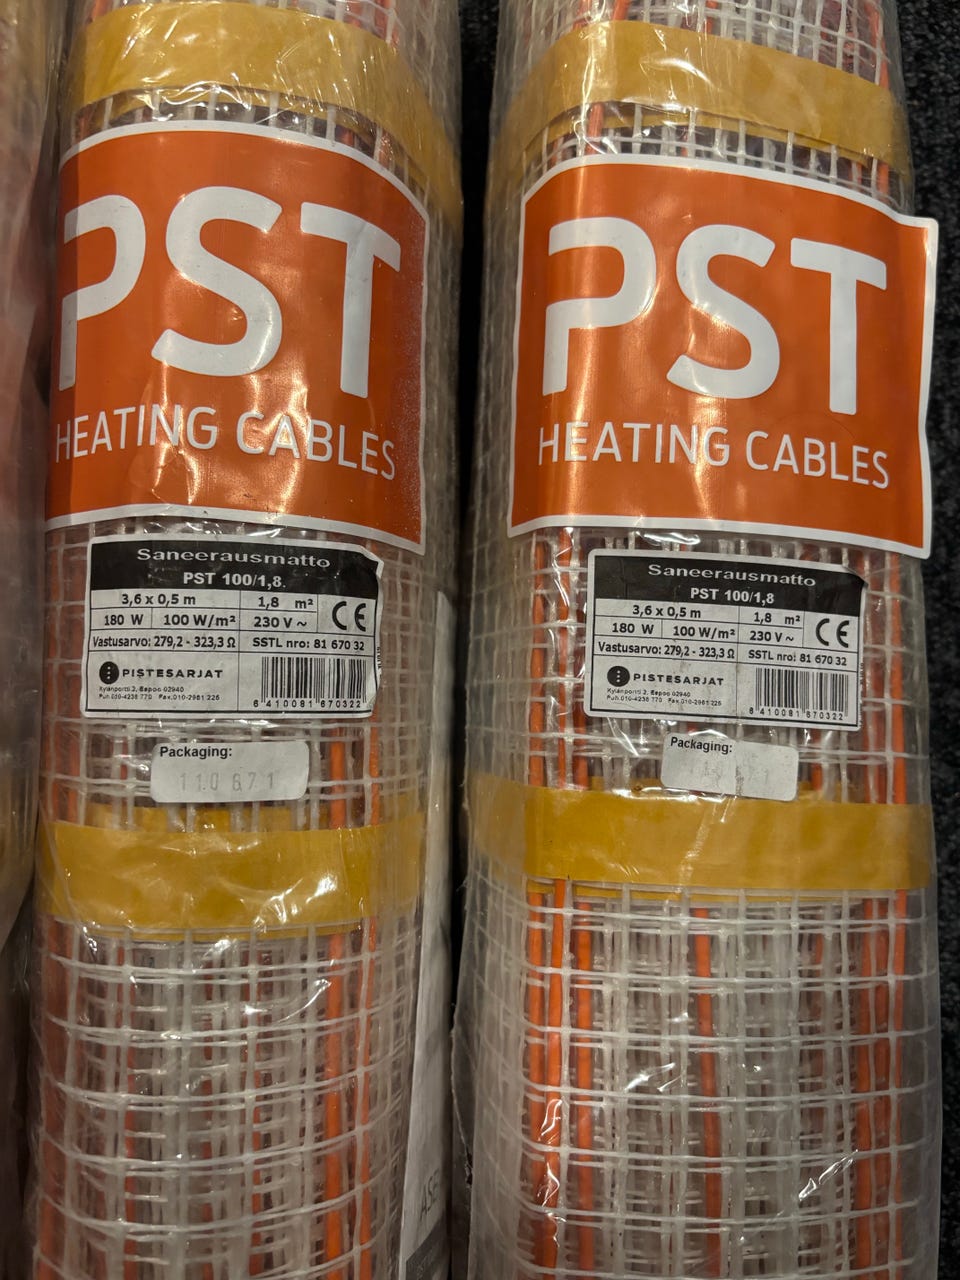 PST
HEATING CABLES
Saneerausmatto
PST 100/1,8.
3,6 x 0,5 m
1,8 m²
CE
180 W
100 W/m²
230 V ~
Vastusarvo: 279,2 - 323,3 Ω
SSTL nro: 81 670 32
PISTESARJAT
Kylänportti 2, Espoo 02940
6 410081 670322
Packaging:
110 671
PST
HEATING CABLES
Saneerausmatto
PST 100/1,8
3,6 x 0,5 m
1,8 m²
CE
180 W
100 W/m²
230 V ~
Vastusarvo: 279,2 - 323,3 Ω
SSTL nro: 81 670 32
PISTESARJAT
Kylänportti 2, Espoo 02940
6 410081 670322
Packaging: